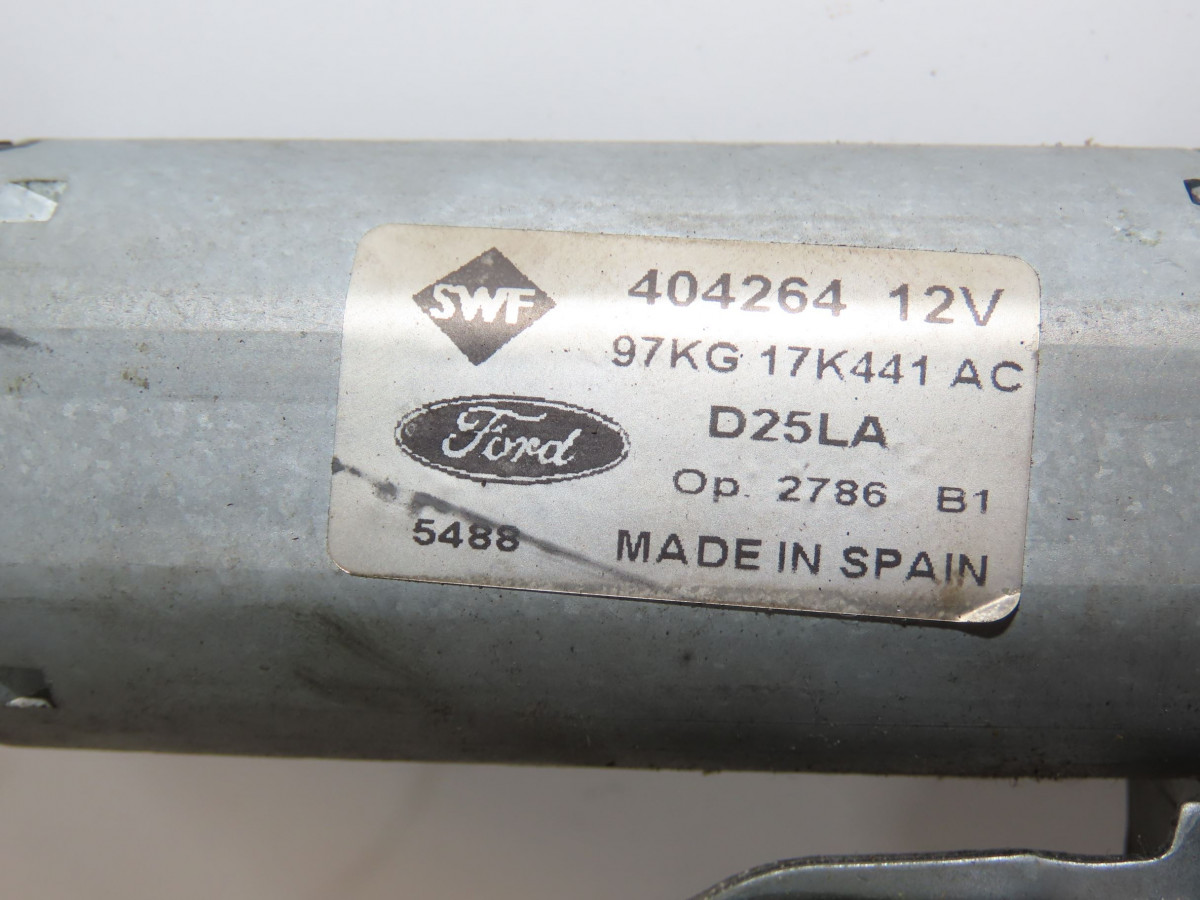 SWF 404264 12V
97KG 17K441 AC
Ford D25LA
Op. 2786 B1
5488 MADE IN SPAIN